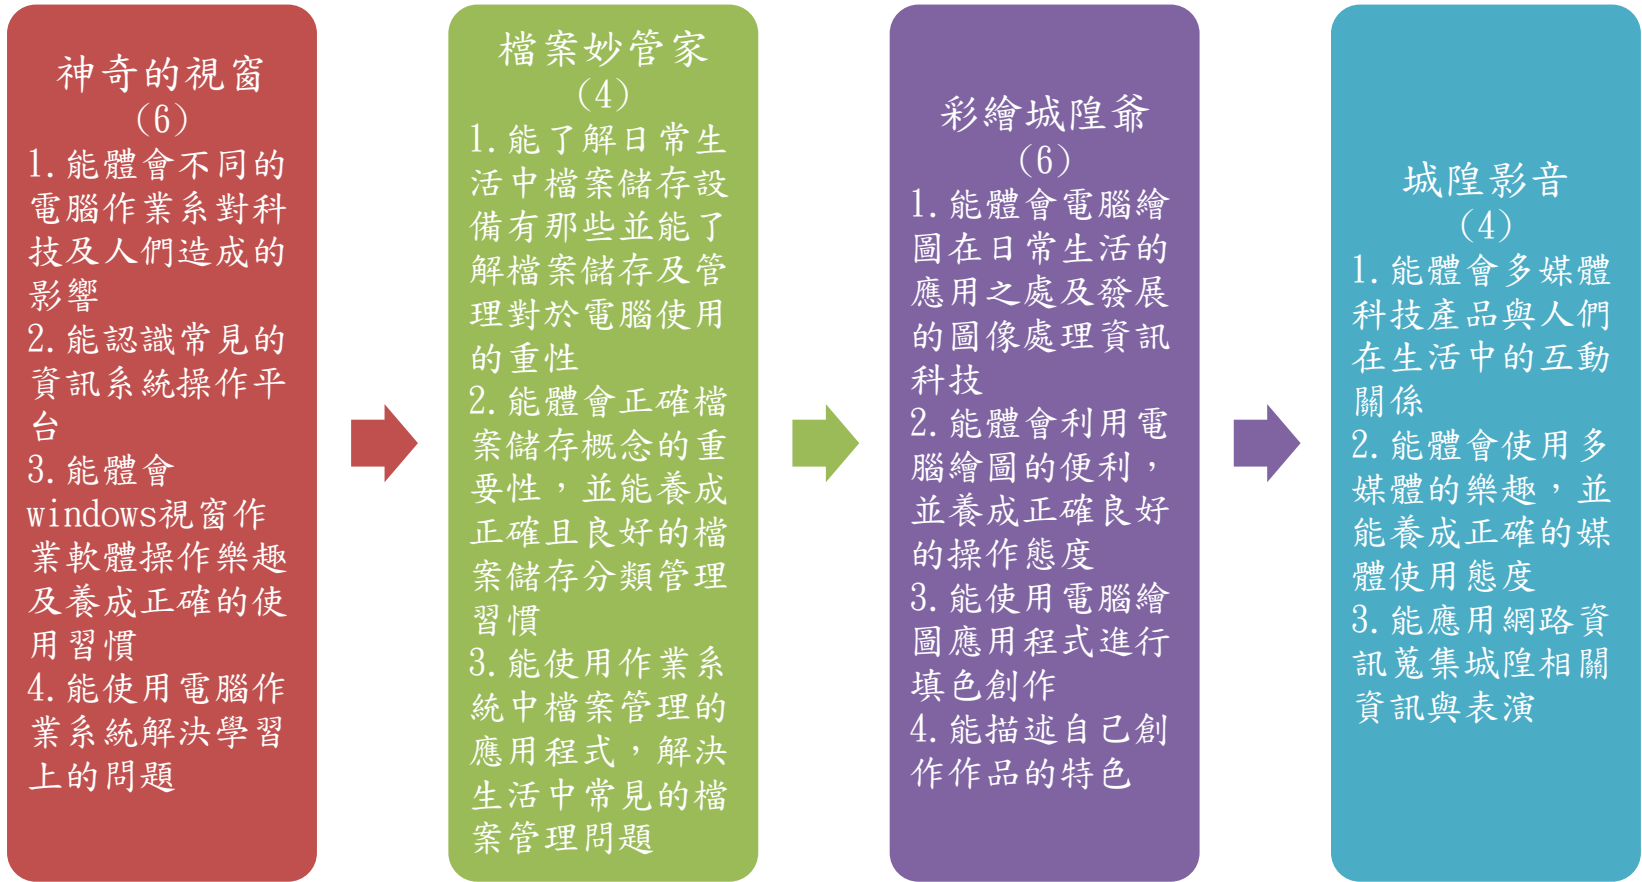 神奇的視窗
(6)
1.能體會不同的
電腦作業系對科
技及人們造成的
影響
2.能認識常見的
資訊系統操作平
台
3.能體會
windows視窗作
業軟體操作樂趣
及養成正確的使
用習慣
4.能使用電腦作
業系統解決學習
上的問題
檔案妙管家
(4)
1.能了解日常生
活中檔案儲存設
備有那些並能了
解檔案儲存及管
理對於電腦使用
的重性
2.能體會正確檔
案儲存概念的重
要性，並能養成
正確且良好的檔
案儲存分類管理
習慣
3.能使用作業系
統中檔案管理的
應用程式，解決
生活中常見的檔
案管理問題
彩繪城隍爺
(6)
1.能體會電腦繪
圖在日常生活的
應用之處及發展
的圖像處理資訊
科技
2.能體會利用電
腦繪圖的便利，
並養成正確良好
的操作態度
3.能使用電腦繪
圖應用程式進行
填色創作
4.能描述自己創
作作品的特色
城隍影音
(4)
1.能體會多媒體
科技產品與人們
在生活中的互動
關係
2.能體會使用多
媒體的樂趣，並
能養成正確的媒
體使用態度
3.能應用網路資
訊蒐集城隍相關
資訊與表演